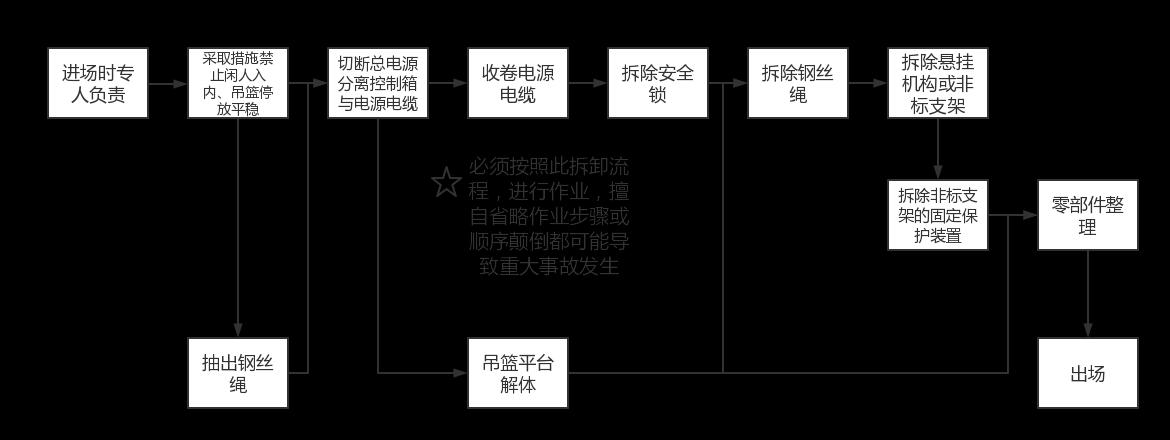 进场时专
人负责
采取措施禁
止闲人入
内、吊篮停
放平稳
切断总电源
分离控制箱
与电源电缆
收卷电源
电缆
拆除安全
锁
拆除钢丝
绳
拆除悬挂
机构或非
标支架
必须按照此拆卸流
程，进行作业，擅
自省略作业步骤或
顺序颠倒都可能导
致重大事故发生
拆除非标支
架的固定保
护装置
零部件整
理
抽出钢丝
绳
吊篮平台
解体
出场